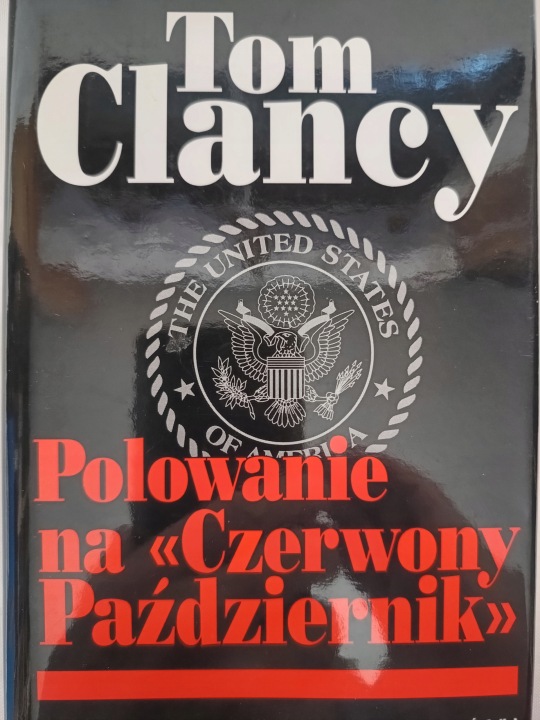 Tom
Clancy
THE UNITED STATES
OF AMERICA
Polowanie
na «Czerwony
Październik»